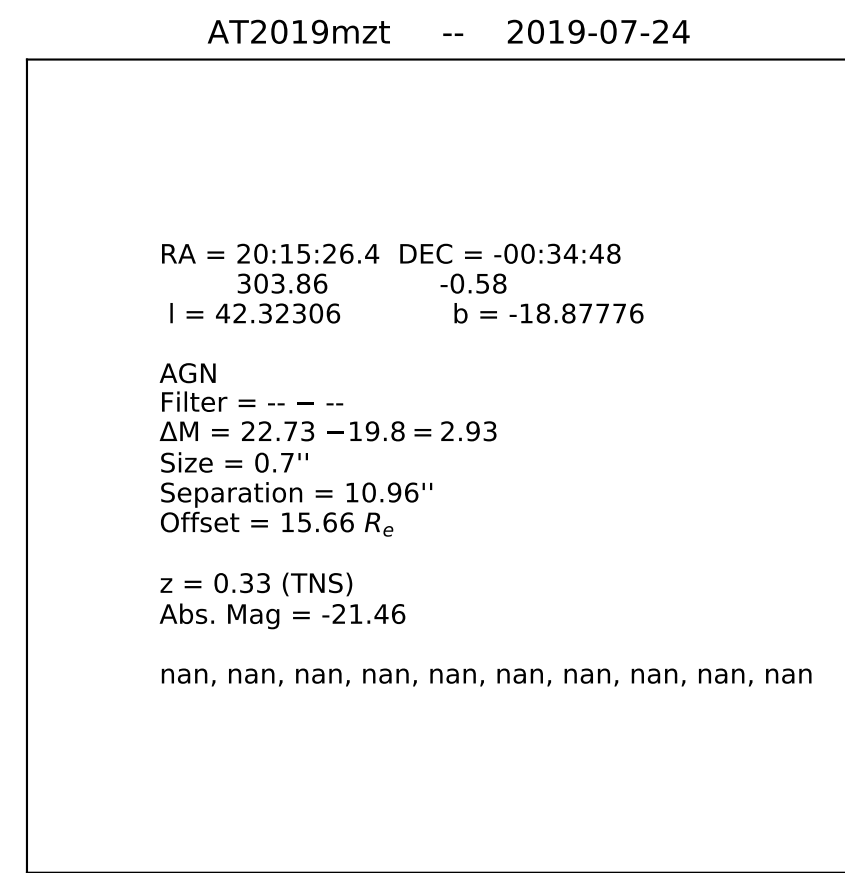 AT2019mzt -- 2019-07-24
RA = 20:15:26.4 DEC = -00:34:48
303.86 -0.58
l = 42.32306 b = -18.87776
AGN
Filter = -- − --
ΔM = 22.73 −19.8 = 2.93
Size = 0.7''
Separation = 10.96''
Offset = 15.66 Rₑ
z = 0.33 (TNS)
Abs. Mag = -21.46
nan, nan, nan, nan, nan, nan, nan, nan, nan, nan